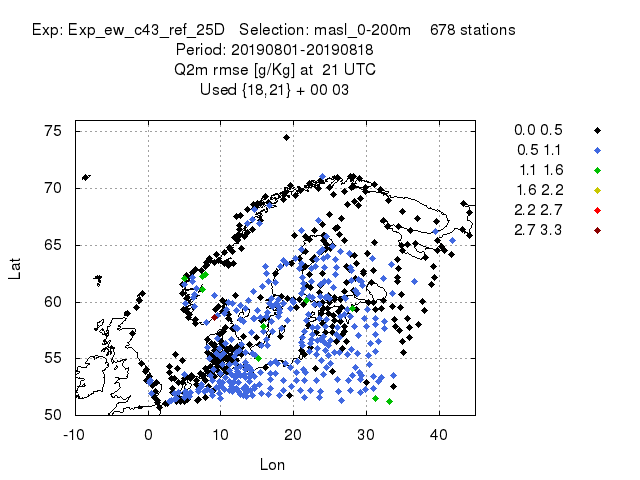 Exp: Exp_ew_c43_ref_25D   Selection: masl_0-200m    678 stations
Period: 20190801-20190818
Q2m rmse [g/Kg] at  21 UTC
Used {18,21} + 00 03
0.0 0.5
0.5 1.1
1.1 1.6
1.6 2.2
2.2 2.7
2.7 3.3
75
70
65
60
55
50
Lat
-10 0 10 20 30 40
Lon